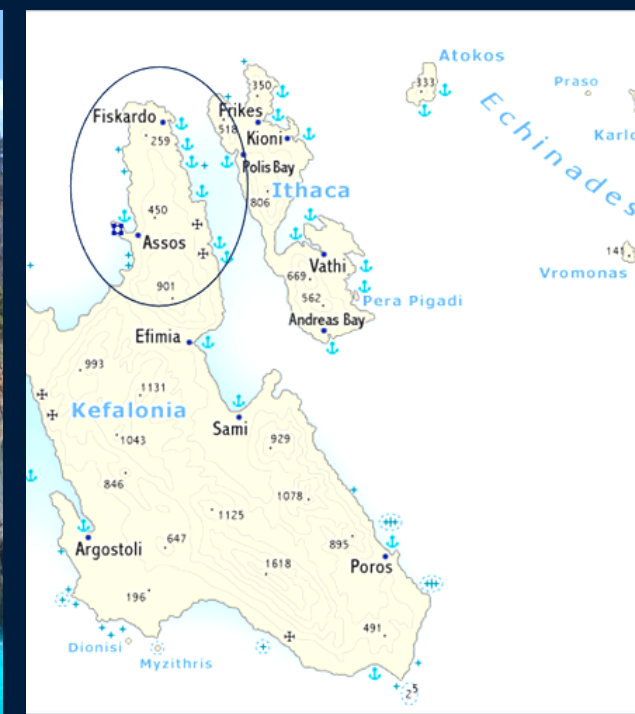 Atokos
333
Praso
Echinades
Karlo
350
Frikes
Fiskardo
518
259
Kioni
Polis Bay
Ithaca
806
450
Assos
141
Vathi
Vromonas
669
901
562
Pera Pigadi
Andreas Bay
Efimia
993
1131
Kefalonia
Sami
1043
929
846
1078
1125
647
895
Argostoli
Poros
1618
196
491
Dionisi
Myzithris
25